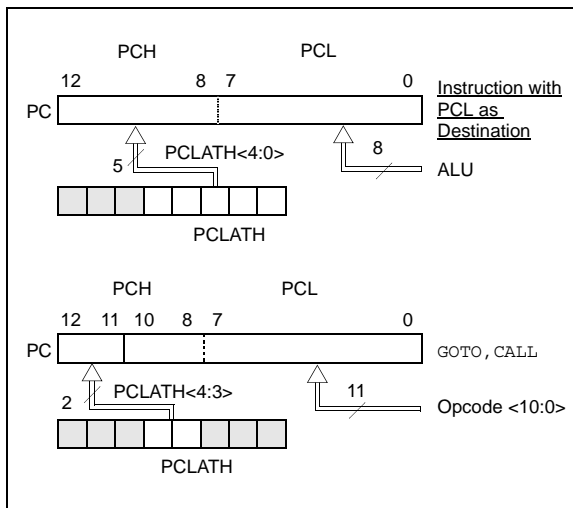 PCH PCL
12 8 7 0
Instruction with
PCL as
Destination
PC
5 PCLATH<4:0> 8
ALU
PCLATH
PCH PCL
12 11 10 8 7 0
PC GOTO, CALL
2 PCLATH<4:3> 11
Opcode <10:0>
PCLATH